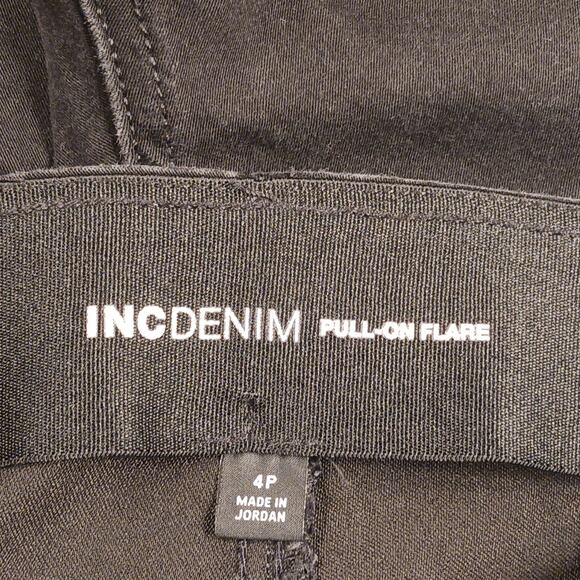 INCDENIM PULL-ON FLARE
4P
MADE IN
JORDAN